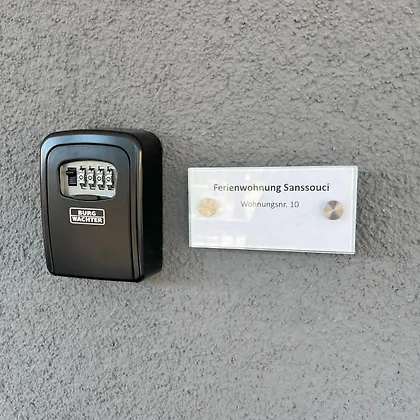 BURG
WÄCHTER
Ferienwohnung Sanssouci
Wohnungsnr. 10